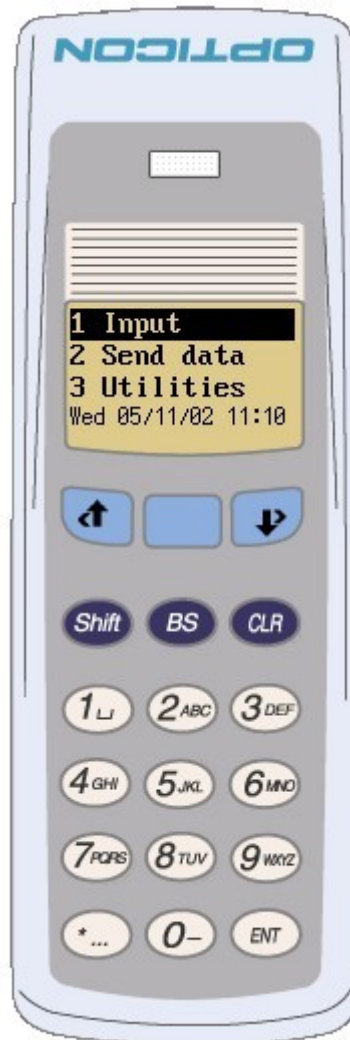 OPTICON
1 Input
2 Send data
3 Utilities
Wed 05/11/02 11:10
Shift BS CLR
1␣ 2ABC 3DEF
4GHI 5JKL 6MNO
7PQRS 8TUV 9WXYZ
*... 0– ENT